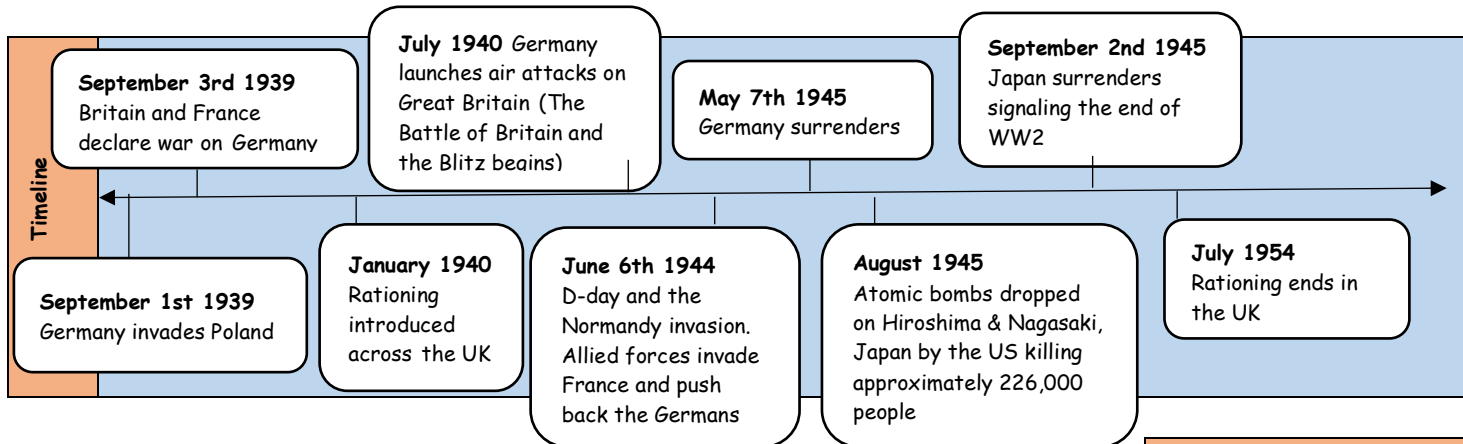 Timeline
September 1st 1939
Germany invades Poland
September 3rd 1939
Britain and France
declare war on Germany
January 1940
Rationing
introduced
across the UK
July 1940 Germany
launches air attacks on
Great Britain (The
Battle of Britain and
the Blitz begins)
June 6th 1944
D-day and the
Normandy invasion.
Allied forces invade
France and push
back the Germans
May 7th 1945
Germany surrenders
August 1945
Atomic bombs dropped
on Hiroshima & Nagasaki,
Japan by the US killing
approximately 226,000
people
September 2nd 1945
Japan surrenders
signaling the end of
WW2
July 1954
Rationing ends in
the UK